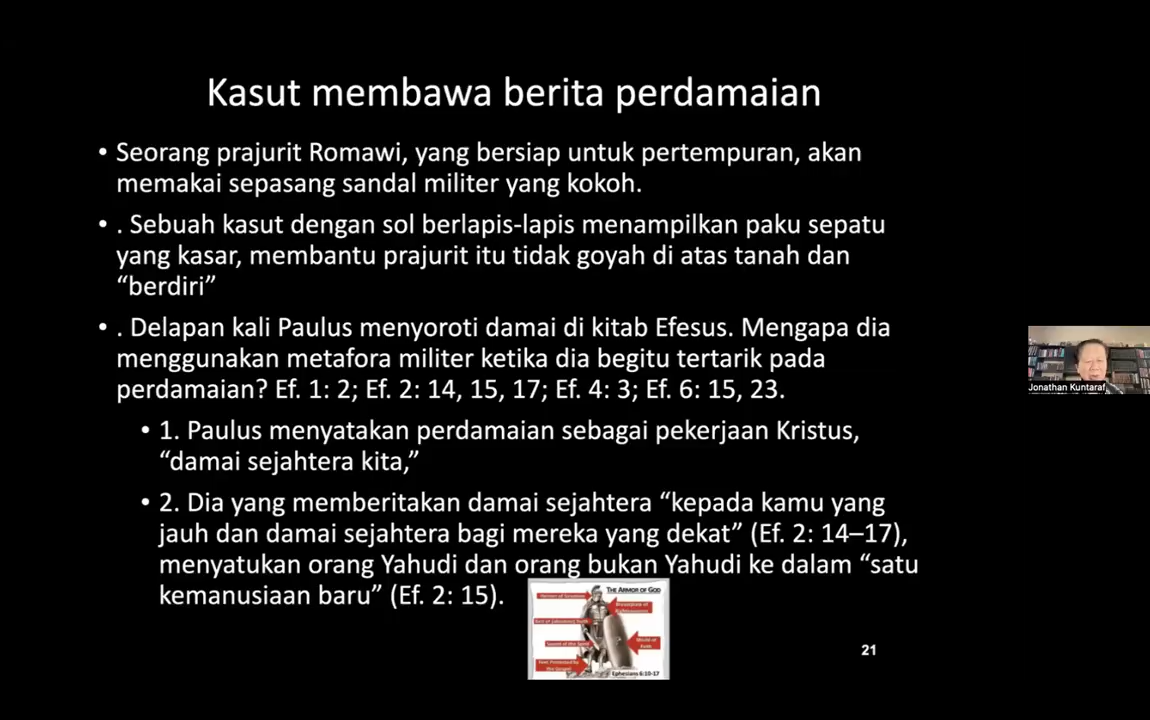 Kasut membawa berita perdamaian
• Seorang prajurit Romawi, yang bersiap untuk pertempuran, akan
memakai sepasang sandal militer yang kokoh.
• . Sebuah kasut dengan sol berlapis-lapis menampilkan paku sepatu
yang kasar, membantu prajurit itu tidak goyah di atas tanah dan
“berdiri”
• . Delapan kali Paulus menyoroti damai di kitab Efesus. Mengapa dia
menggunakan metafora militer ketika dia begitu tertarik pada
perdamaian? Ef. 1: 2; Ef. 2: 14, 15, 17; Ef. 4: 3; Ef. 6: 15, 23.
• 1. Paulus menyatakan perdamaian sebagai pekerjaan Kristus,
“damai sejahtera kita,”
• 2. Dia yang memberitakan damai sejahtera “kepada kamu yang
jauh dan damai sejahtera bagi mereka yang dekat” (Ef. 2: 14–17),
menyatukan orang Yahudi dan orang bukan Yahudi ke dalam “satu
kemanusiaan baru” (Ef. 2: 15).
THE ARMOR OF GOD
Ephesians 6:10-17
21
Jonathan Kuntaraf